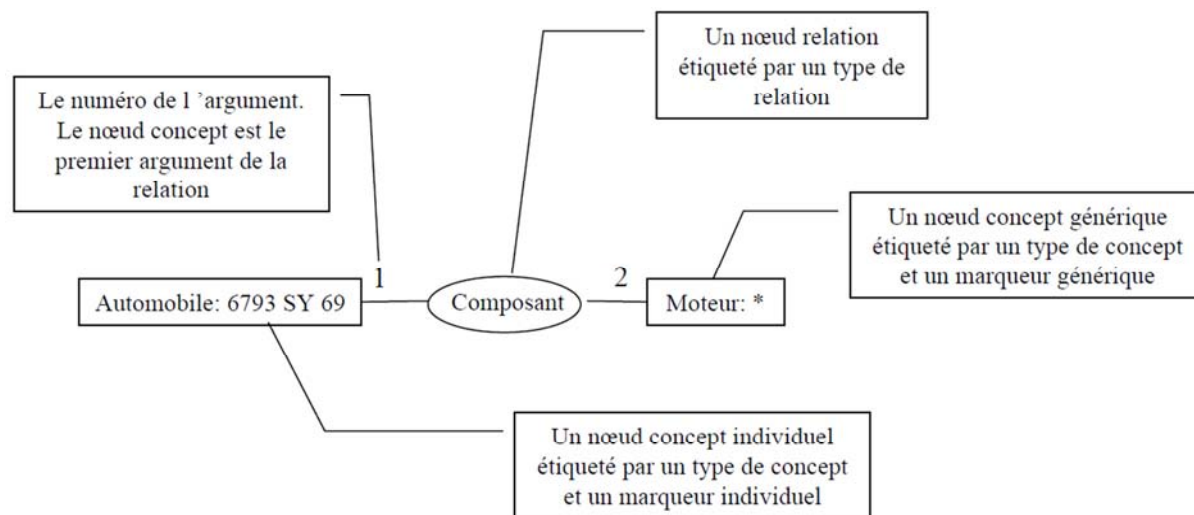 Un nœud relation
étiqueté par un type de
relation
Le numéro de l ’argument.
Le nœud concept est le
premier argument de la
relation
Un nœud concept générique
étiqueté par un type de concept
et un marqueur générique
1
2
Automobile: 6793 SY 69
Composant
Moteur: *
Un nœud concept individuel
étiqueté par un type de concept
et un marqueur individuel